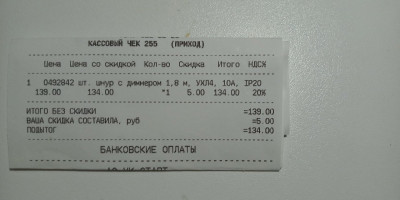 КАССОВЫЙ ЧЕК 255 (ПРИХОД)
Цена Цена со скидкой Кол-во Скидка Итого НДС%
1 0492042 шт. шнур с диммером 1,8 м, УХЛ4, 10А, IP20
139.00 134.00 *1 5.00 134.00 20%
ИТОГО БЕЗ СКИДКИ =139.00
ВАША СКИДКА СОСТАВИЛА, руб =5.00
ПОДЫТОГ =134.00
БАНКОВСКИЕ ОПЛАТЫ